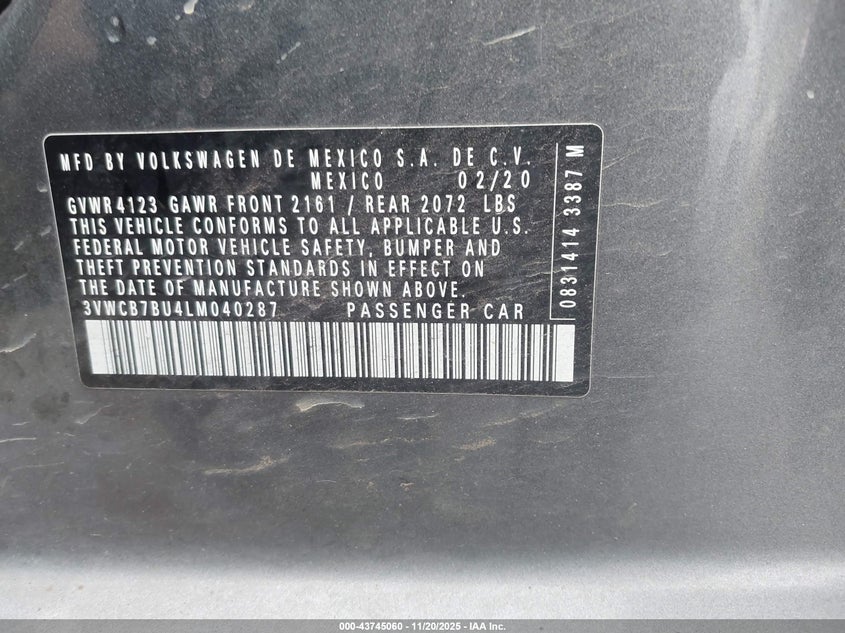 MFD BY VOLKSWAGEN DE MEXICO S.A. DE C.V.
MEXICO 02/20
GVWR 4123 GAWR FRONT 2161 / REAR 2072 LBS
THIS VEHICLE CONFORMS TO ALL APPLICABLE U.S.
FEDERAL MOTOR VEHICLE SAFETY, BUMPER AND
THEFT PREVENTION STANDARDS IN EFFECT ON
THE DATE OF MANUFACTURE SHOWN ABOVE.
3VWCB7BU4LM040287 PASSENGER CAR
0831414 3387 M
000-43745060 - 11/20/2025 - IAA Inc.